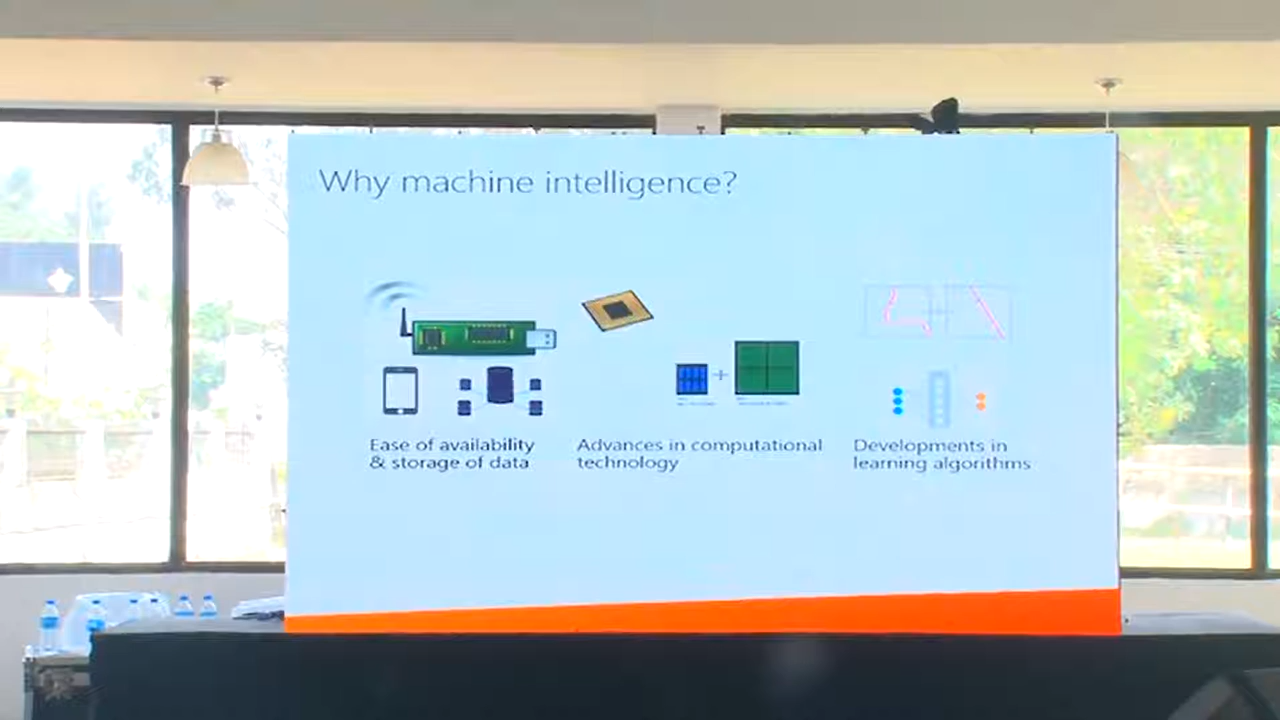 Why machine intelligence?
Ease of availability
& storage of data
Advances in computational
technology
Developments in
learning algorithms